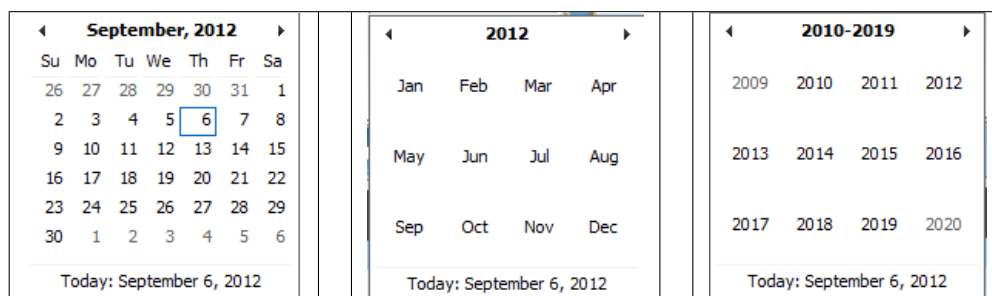 September, 2012
Su Mo Tu We Th Fr Sa
26 27 28 29 30 31 1
2 3 4 5 6 7 8
9 10 11 12 13 14 15
16 17 18 19 20 21 22
23 24 25 26 27 28 29
30 1 2 3 4 5 6
Today: September 6, 2012
2012
Jan Feb Mar Apr
May Jun Jul Aug
Sep Oct Nov Dec
Today: September 6, 2012
2010-2019
2009 2010 2011 2012
2013 2014 2015 2016
2017 2018 2019 2020
Today: September 6, 2012